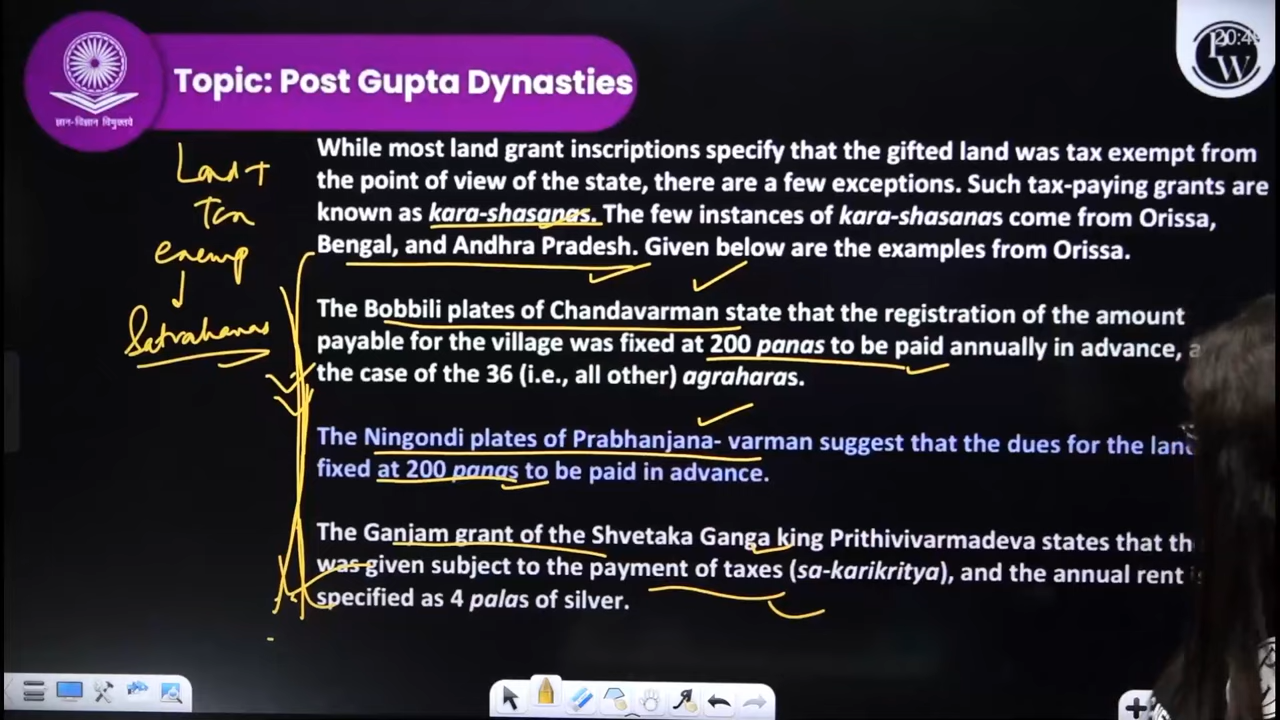 ज्ञान-विज्ञान विमुक्तये
Topic: Post Gupta Dynasties
20:4
W
While most land grant inscriptions specify that the gifted land was tax exempt from
the point of view of the state, there are a few exceptions. Such tax-paying grants are
known as kara-shasanas. The few instances of kara-shasanas come from Orissa,
Bengal, and Andhra Pradesh. Given below are the examples from Orissa.
Land +
Tax
exemp
Satvahanas
The Bobbili plates of Chandavarman state that the registration of the amount
payable for the village was fixed at 200 panas to be paid annually in advance, a
the case of the 36 (i.e., all other) agraharas.
The Ningondi plates of Prabhanjana- varman suggest that the dues for the land
fixed at 200 panas to be paid in advance.
The Ganjam grant of the Shvetaka Ganga king Prithivivarmadeva states that th
was given subject to the payment of taxes (sa-karikritya), and the annual rent i
specified as 4 palas of silver.